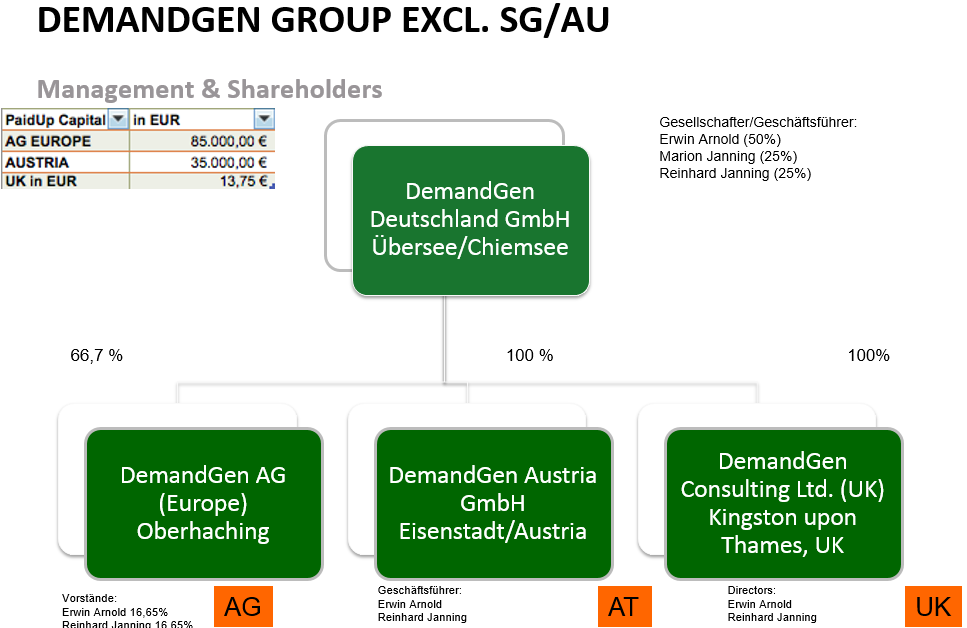 DEMANDGEN GROUP EXCL. SG/AU
Management & Shareholders
PaidUp Capital in EUR
AG EUROPE 85.000,00 €
AUSTRIA 35.000,00 €
UK in EUR 13,75 €
Gesellschafter/Geschäftsführer:
Erwin Arnold (50%)
Marion Janning (25%)
Reinhard Janning (25%)
DemandGen
Deutschland GmbH
Übersee/Chiemsee
66,7 %
100 %
100%
DemandGen AG
(Europe)
Oberhaching
DemandGen Austria
GmbH
Eisenstadt/Austria
DemandGen
Consulting Ltd. (UK)
Kingston upon
Thames, UK
Vorstände:
Erwin Arnold 16,65%
Reinhard Janning 16,65%
AG
Geschäftsführer:
Erwin Arnold
Reinhard Janning
AT
Directors:
Erwin Arnold
Reinhard Janning
UK